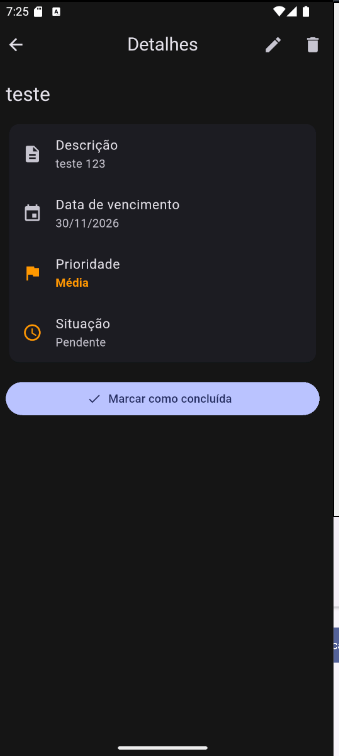 7:25
Detalhes
teste
Descrição
teste 123
Data de vencimento
30/11/2026
Prioridade
Média
Situação
Pendente
Marcar como concluída